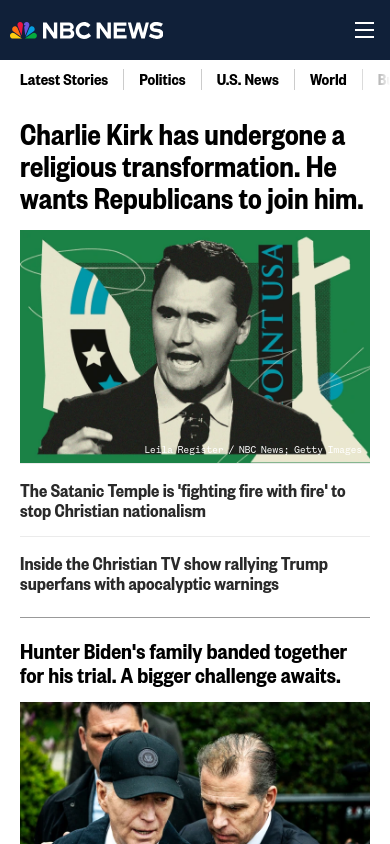 NBC NEWS
Latest Stories
Politics
U.S. News
World
Charlie Kirk has undergone a
religious transformation. He
wants Republicans to join him.
POINT USA
Leila Register / NBC News; Getty Images
The Satanic Temple is 'fighting fire with fire' to
stop Christian nationalism
Inside the Christian TV show rallying Trump
superfans with apocalyptic warnings
Hunter Biden's family banded together
for his trial. A bigger challenge awaits.